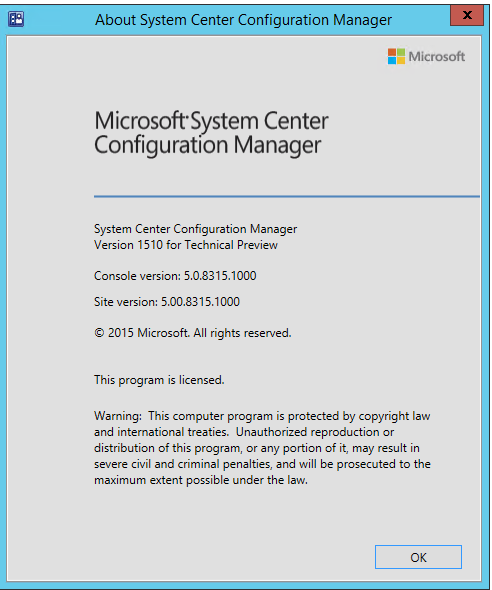 About System Center Configuration Manager
x
Microsoft
Microsoft System Center
Configuration Manager
System Center Configuration Manager
Version 1510 for Technical Preview
Console version: 5.0.8315.1000
Site version: 5.00.8315.1000
© 2015 Microsoft. All rights reserved.
This program is licensed.
Warning:  This computer program is protected by copyright law
and international treaties.  Unauthorized reproduction or
distribution of this program, or any portion of it, may result in
severe civil and criminal penalties, and will be prosecuted to the
maximum extent possible under the law.
OK